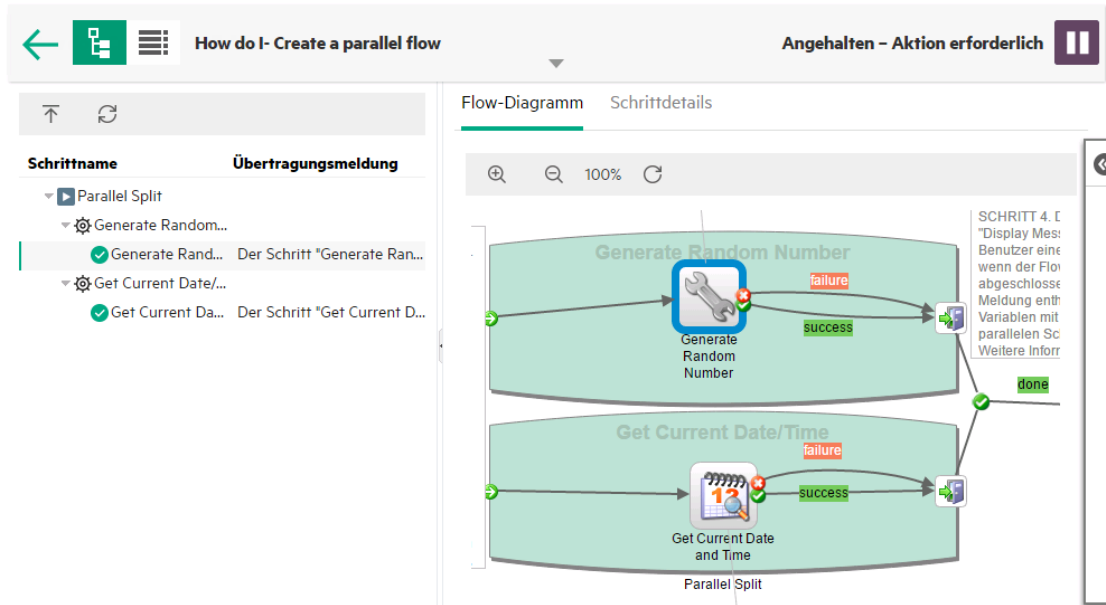 How do I- Create a parallel flow
Angehalten – Aktion erforderlich
Flow-Diagramm
Schrittdetails
Schrittname
Übertragungsmeldung
Parallel Split
Generate Random...
Generate Rand...
Der Schritt "Generate Ran...
Get Current Date/...
Get Current Da...
Der Schritt "Get Current D...
100%
SCHRITT 4. D
"Display Mess
Benutzer eine
wenn der Flow
abgeschlosse
Meldung enth
Variablen mit
parallelen Sc
Weitere Inforr
Generate Random Number
failure
success
Generate
Random
Number
done
Get Current Date/Time
failure
12
success
Get Current Date
and Time
Parallel Split